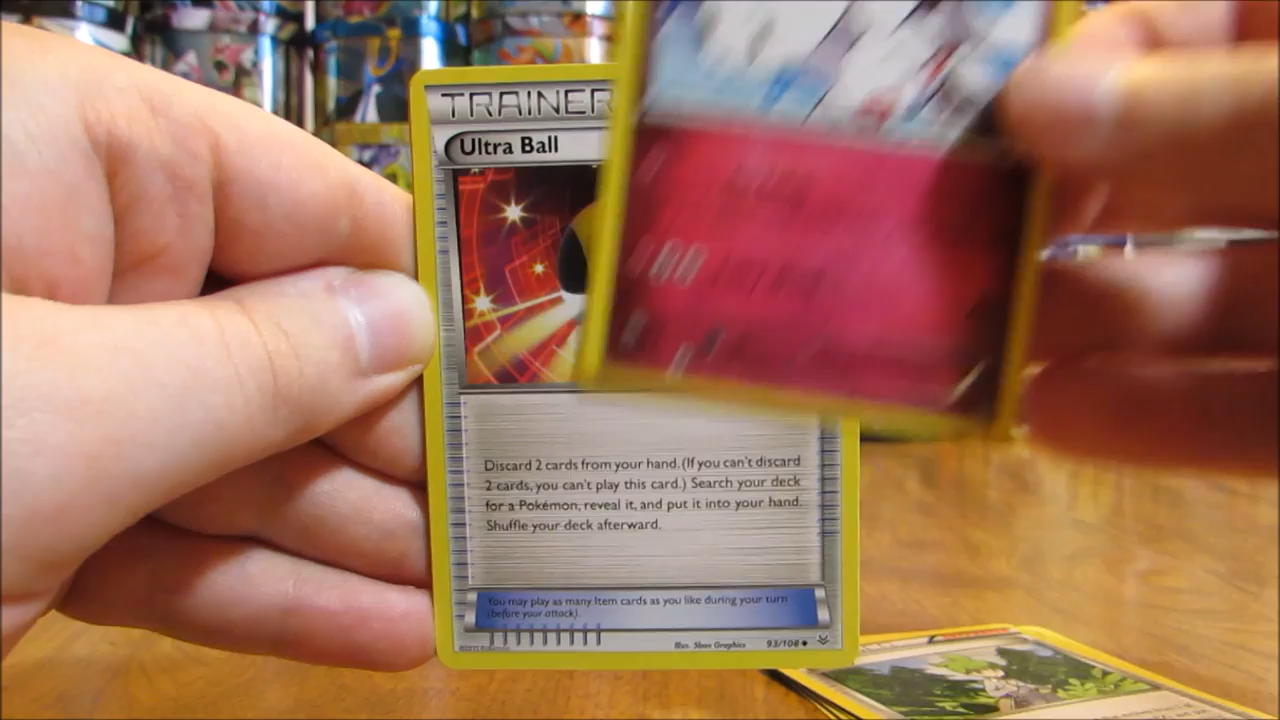 TRAINER
Ultra Ball
Discard 2 cards from your hand. (If you can't discard
2 cards, you can't play this card.) Search your deck
for a Pokémon, reveal it, and put it into your hand.
Shuffle your deck afterward.
You may play as many Item cards as you like during your turn
(before your attack).
Illus. 5ban Graphics
93/108